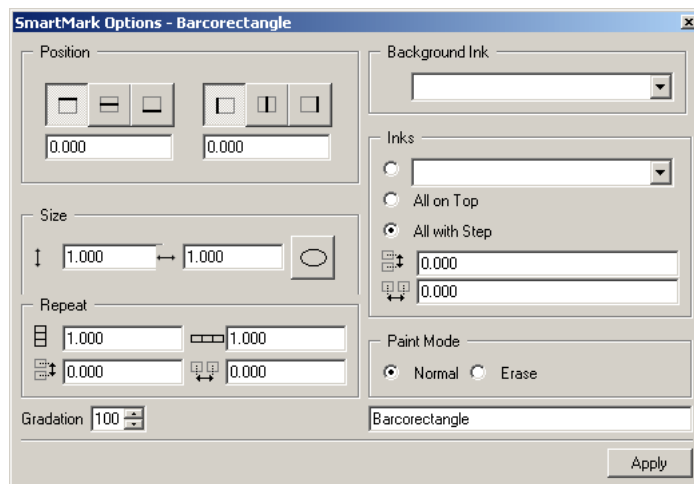 SmartMark Options - Barcorectangle
Position
0.000
0.000
Size
1.000
1.000
Repeat
1.000
1.000
0.000
0.000
Gradation 100
Background Ink
Inks
All on Top
All with Step
0.000
0.000
Paint Mode
Normal Erase
Barcorectangle
Apply